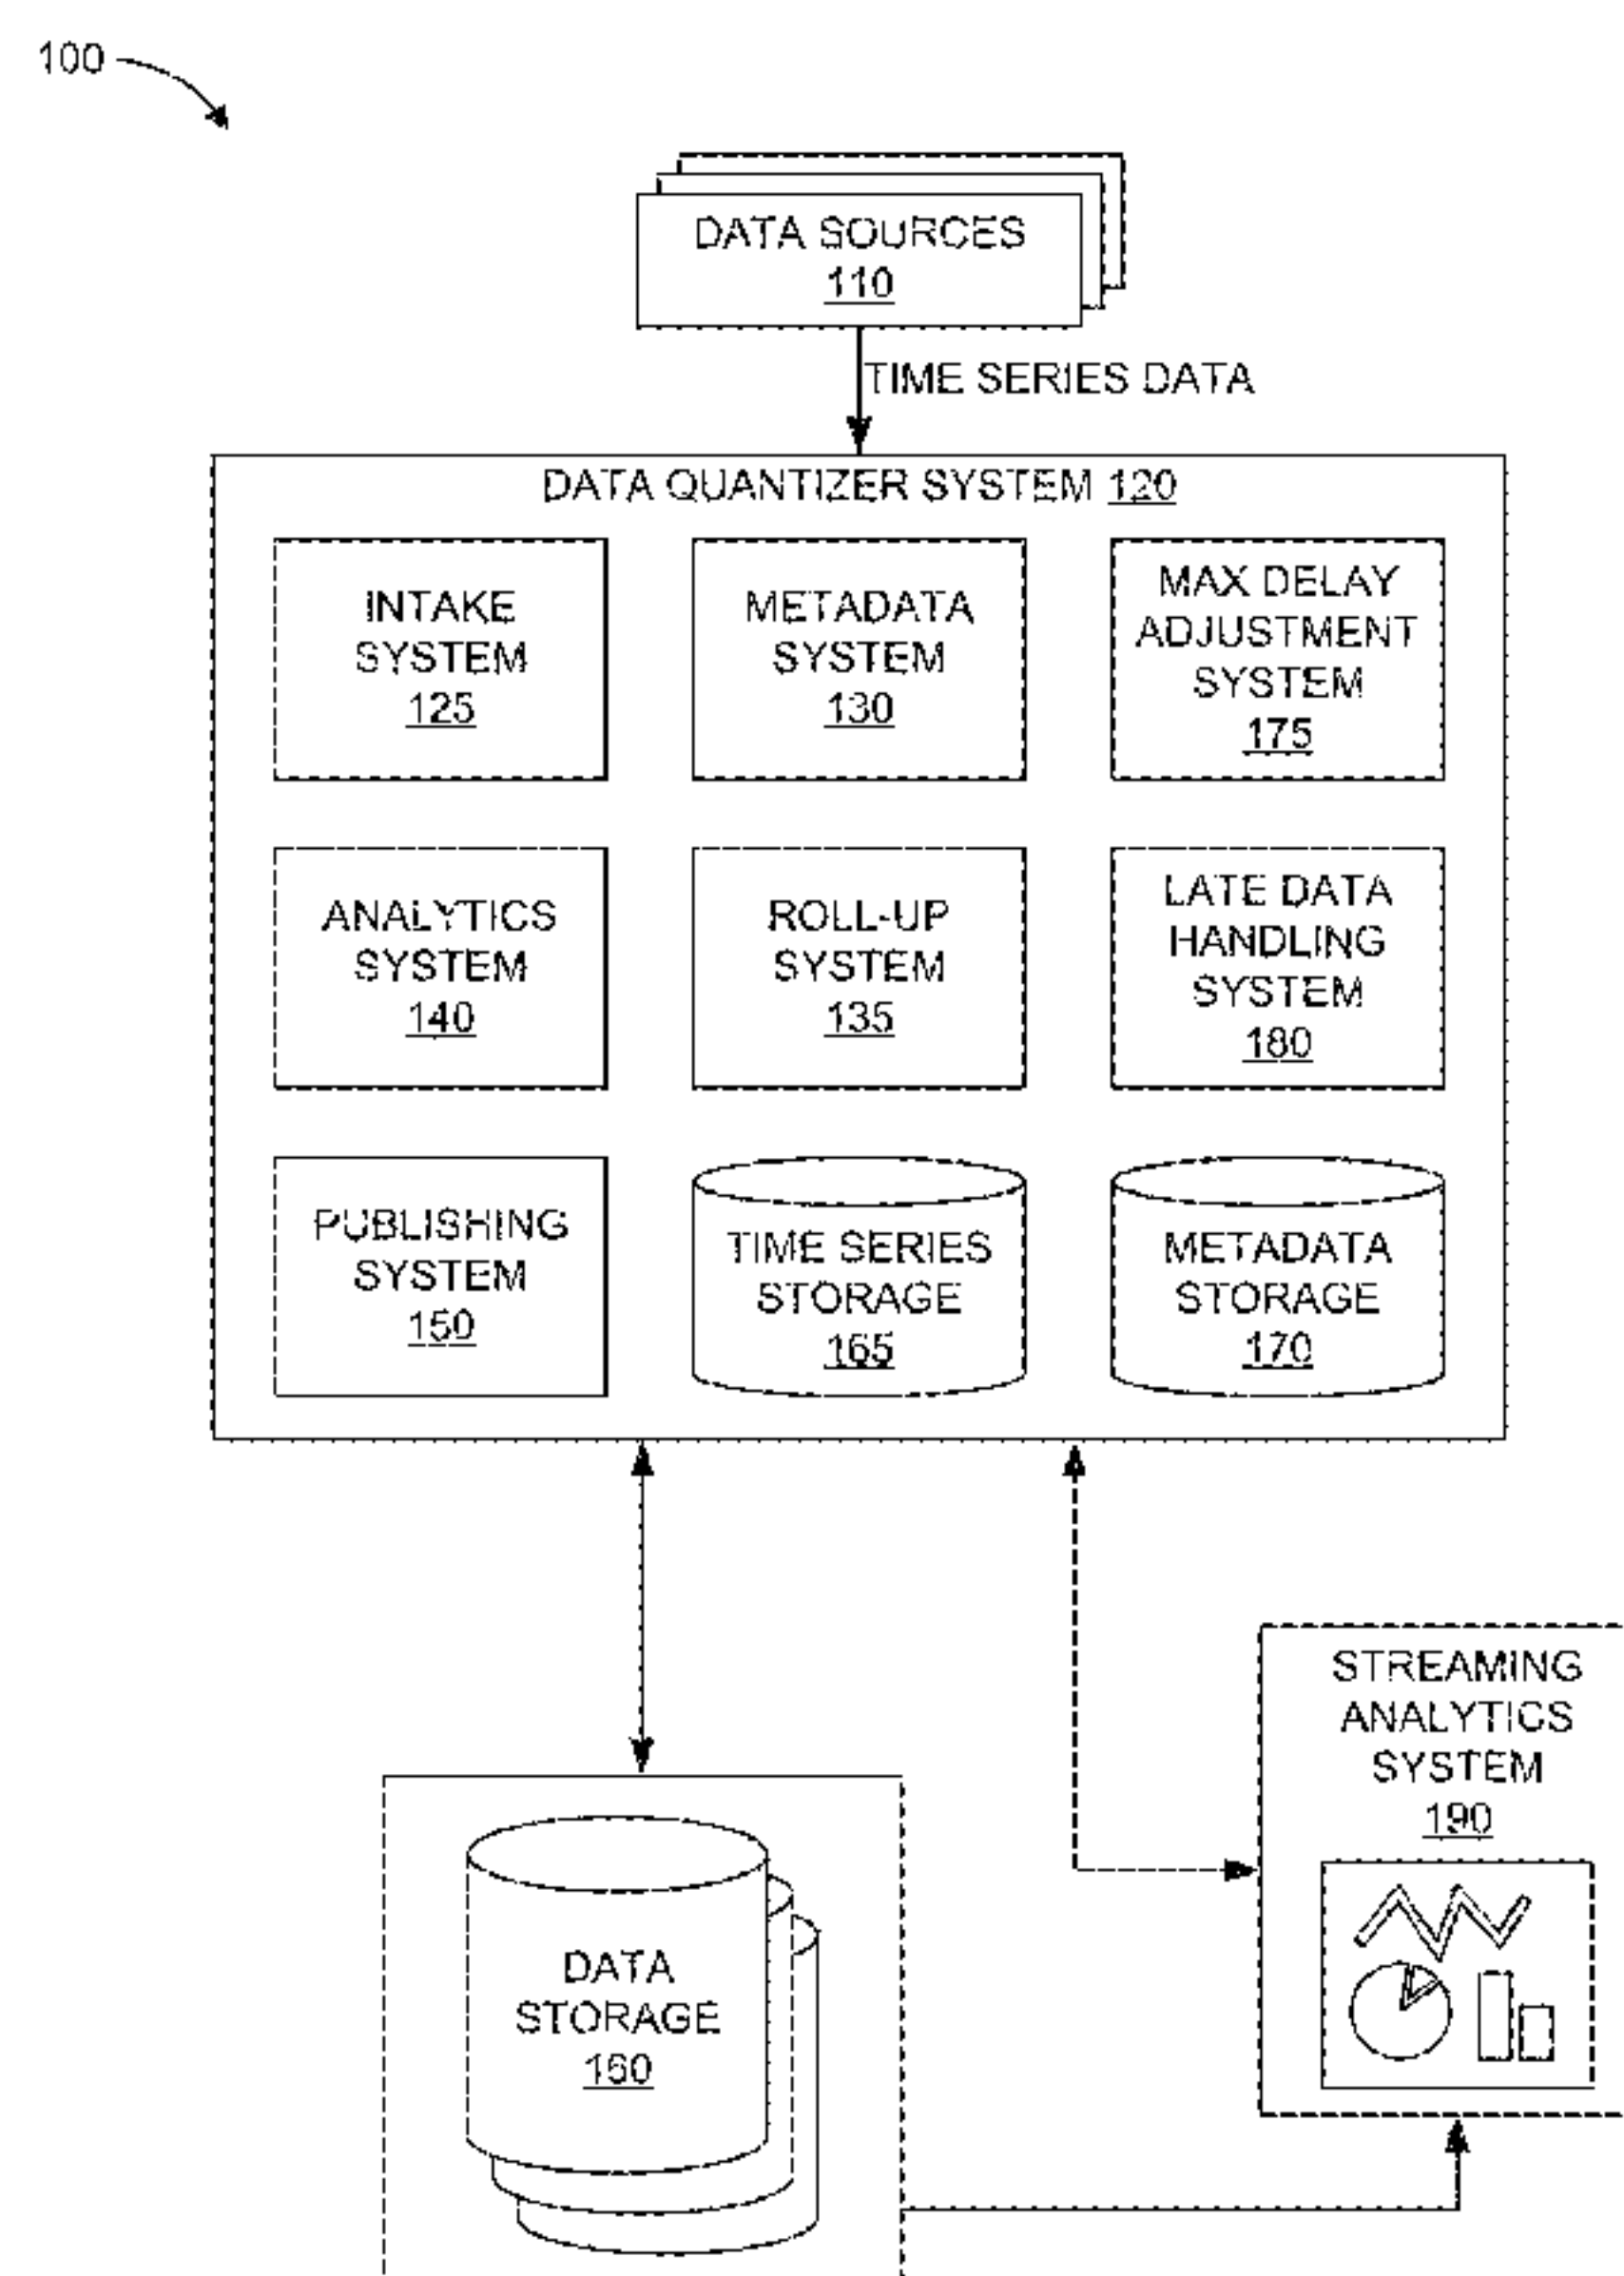 100
DATA SOURCES
110
TIME SERIES DATA
DATA QUANTIZER SYSTEM 120
INTAKE
SYSTEM
125
METADATA
SYSTEM
130
MAX DELAY
ADJUSTMENT
SYSTEM
175
ANALYTICS
SYSTEM
140
ROLL-UP
SYSTEM
135
LATE DATA
HANDLING
SYSTEM
180
PUBLISHING
SYSTEM
150
TIME SERIES
STORAGE
165
METADATA
STORAGE
170
STREAMING
ANALYTICS
SYSTEM
190
DATA
STORAGE
160